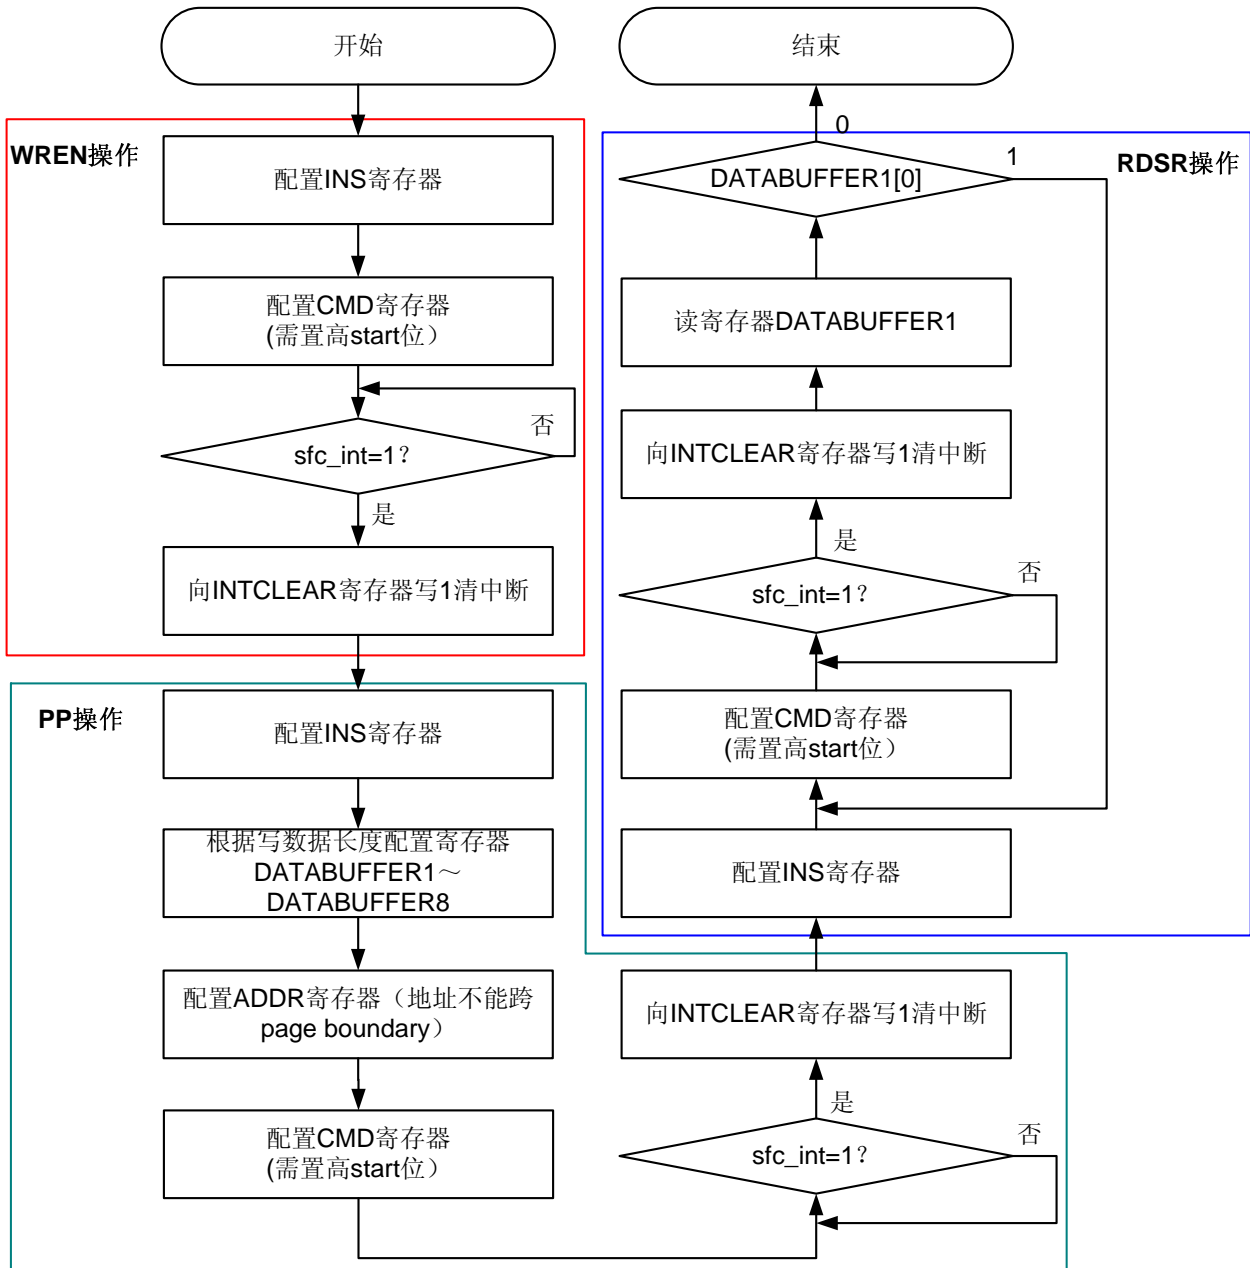 开始
WREN操作
配置INS寄存器
配置CMD寄存器
(需置高start位）
否
sfc_int=1？
是
向INTCLEAR寄存器写1清中断
PP操作
配置INS寄存器
根据写数据长度配置寄存器
DATABUFFER1～
DATABUFFER8
配置ADDR寄存器（地址不能跨
page boundary）
配置CMD寄存器
(需置高start位）
sfc_int=1？
否
是
向INTCLEAR寄存器写1清中断
RDSR操作
配置INS寄存器
配置CMD寄存器
(需置高start位）
sfc_int=1？
否
是
向INTCLEAR寄存器写1清中断
读寄存器DATABUFFER1
DATABUFFER1[0]
1
0
结束